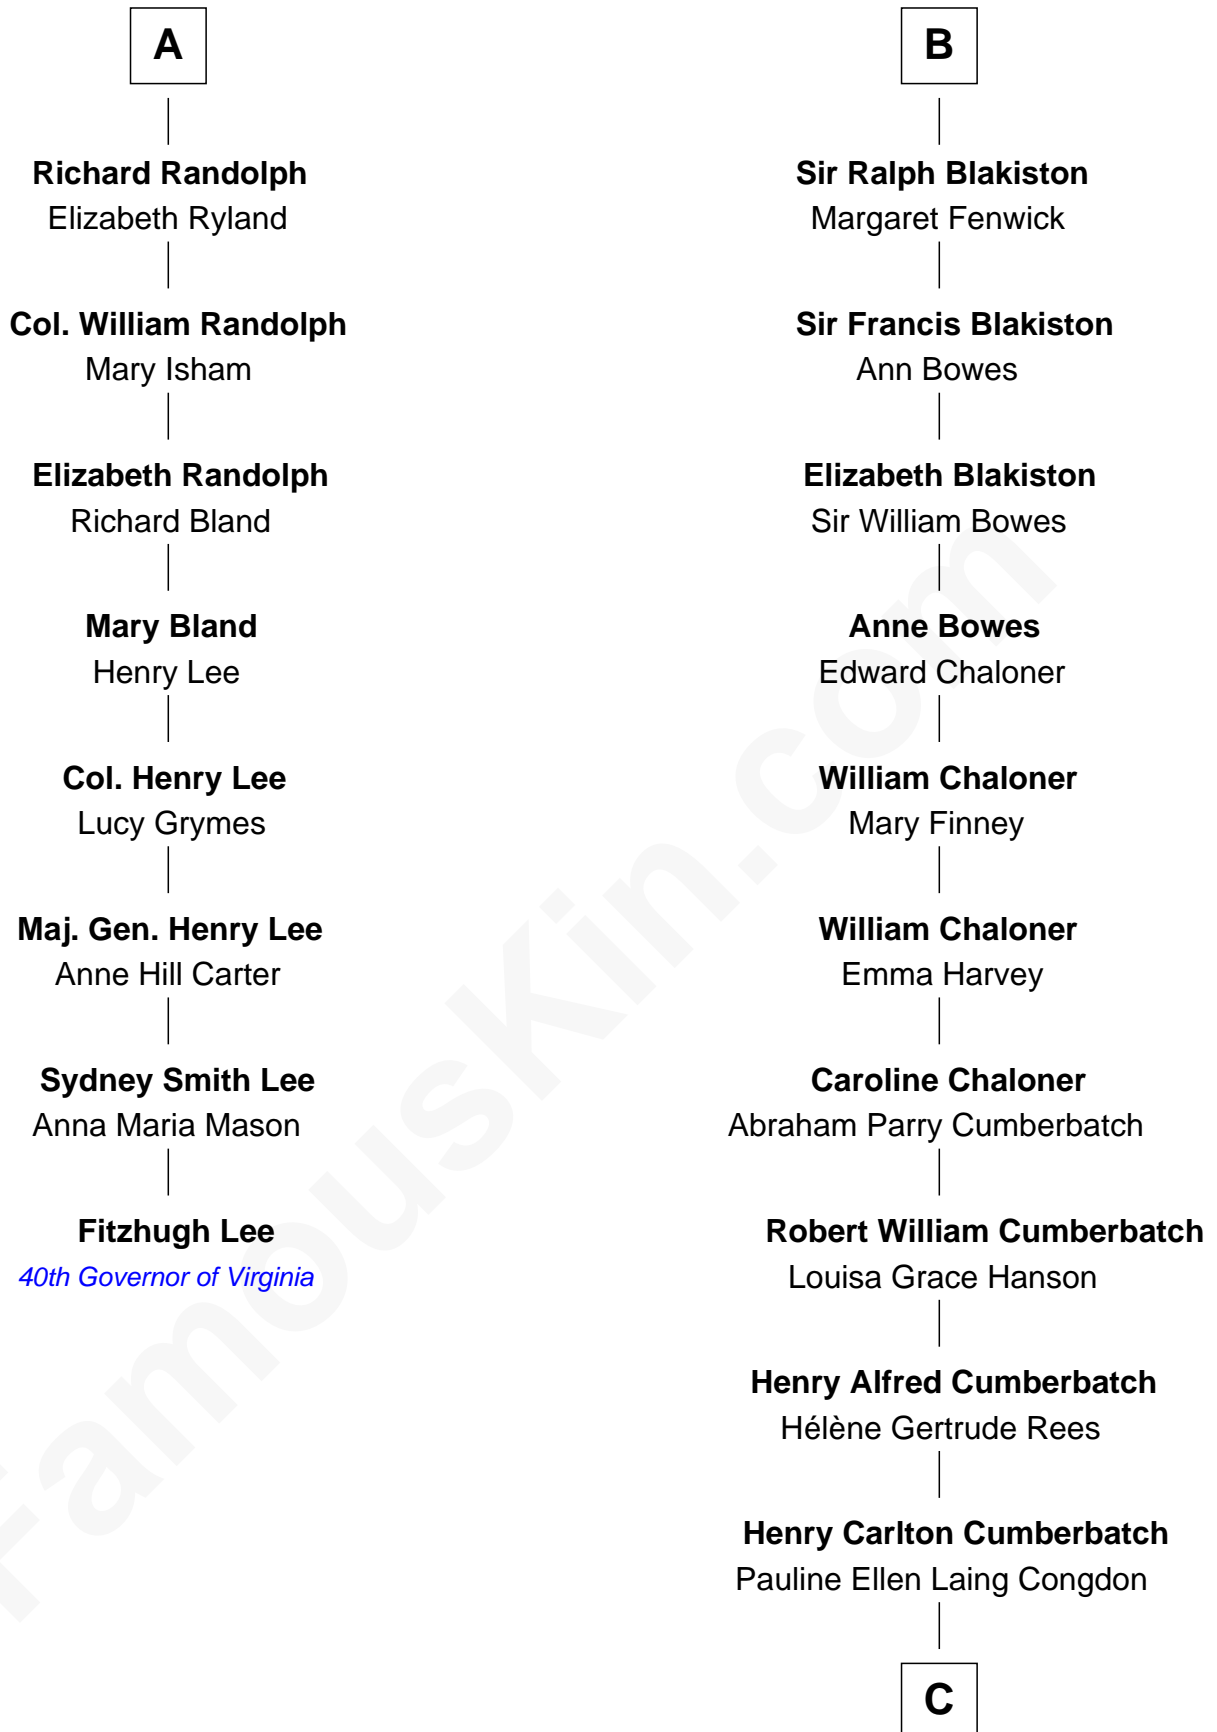 A
Richard Randolph
Elizabeth Ryland
Col. William Randolph
Mary Isham
Elizabeth Randolph
Richard Bland
Mary Bland
Henry Lee
Col. Henry Lee
Lucy Grymes
Maj. Gen. Henry Lee
Anne Hill Carter
Sydney Smith Lee
Anna Maria Mason
Fitzhugh Lee
40th Governor of Virginia
B
Sir Ralph Blakiston
Margaret Fenwick
Sir Francis Blakiston
Ann Bowes
Elizabeth Blakiston
Sir William Bowes
Anne Bowes
Edward Chaloner
William Chaloner
Mary Finney
William Chaloner
Emma Harvey
Caroline Chaloner
Abraham Parry Cumberbatch
Robert William Cumberbatch
Louisa Grace Hanson
Henry Alfred Cumberbatch
Hélène Gertrude Rees
Henry Carlton Cumberbatch
Pauline Ellen Laing Congdon
C
FamousKin.com